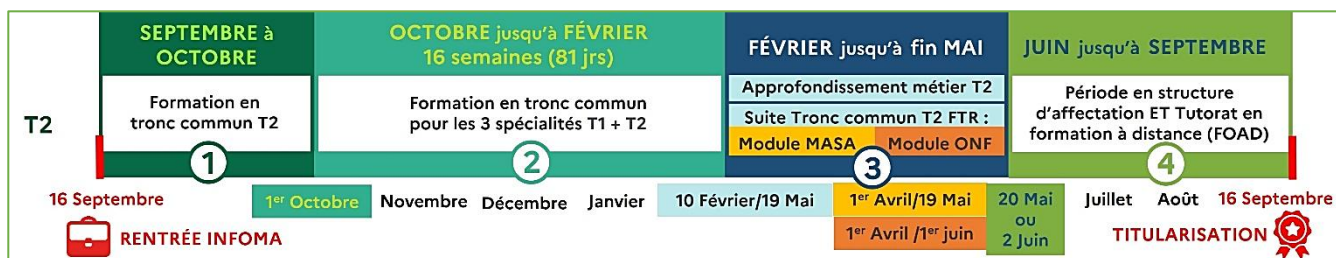 SEPTEMBRE à
OCTOBRE
OCTOBRE jusqu'à FÉVRIER
16 semaines (81 jrs)
FÉVRIER jusqu'à fin MAI
JUIN jusqu'à SEPTEMBRE
T2
Formation en
tronc commun T2
Formation en tronc commun
pour les 3 spécialités T1 + T2
Approfondissement métier T2
Suite Tronc commun T2 FTR :
Module MASA
Module ONF
Période en structure
d'affectation ET Tutorat en
formation à distance (FOAD)
1
2
3
4
16 Septembre
1er Octobre
Novembre
Décembre
Janvier
10 Février/19 Mai
1er Avril/19 Mai
1er Avril /1er juin
20 Mai
ou
2 Juin
Juillet
Août
16 Septembre
RENTRÉE INFOMA
TITULARISATION